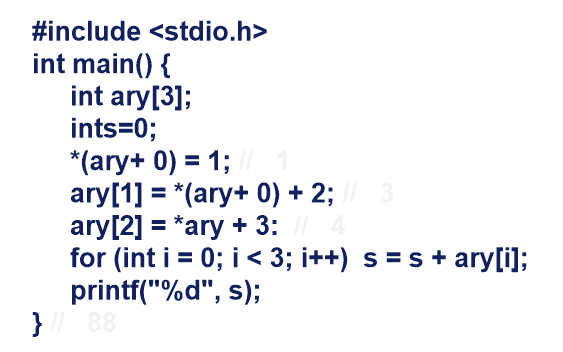 #include <stdio.h>
int main() {
int ary[3];
ints=0;
*(ary+ 0) = 1; // 1
ary[1] = *(ary+ 0) + 2; // 3
ary[2] = *ary + 3: // 4
for (int i = 0; i < 3; i++) s = s + ary[i];
printf("%d", s);
} // 88